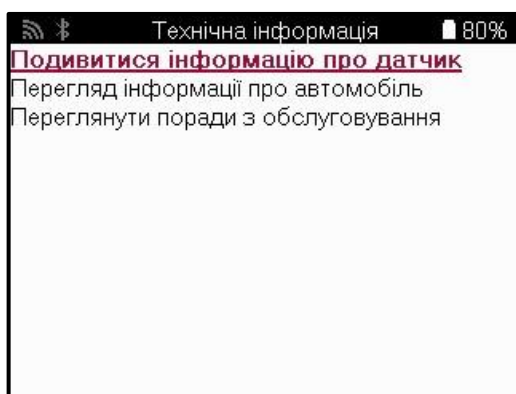 Технічна інформація 80%
Подивитися інформацію про датчик
Перегляд інформації про автомобіль
Переглянути поради з обслуговування